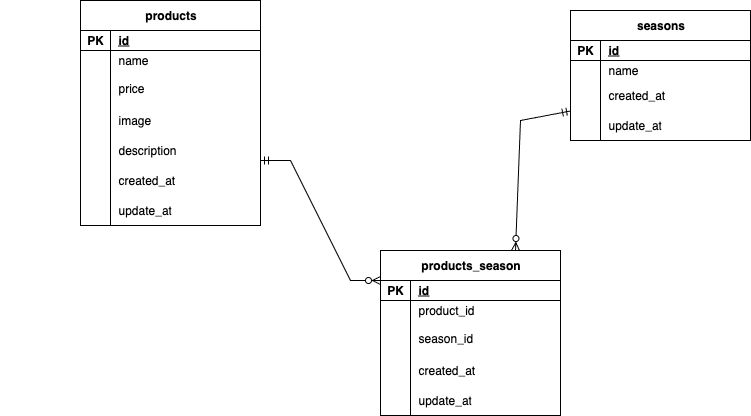 products
PK id
name
price
image
description
created_at
update_at
seasons
PK id
name
created_at
update_at
products_season
PK id
product_id
season_id
created_at
update_at